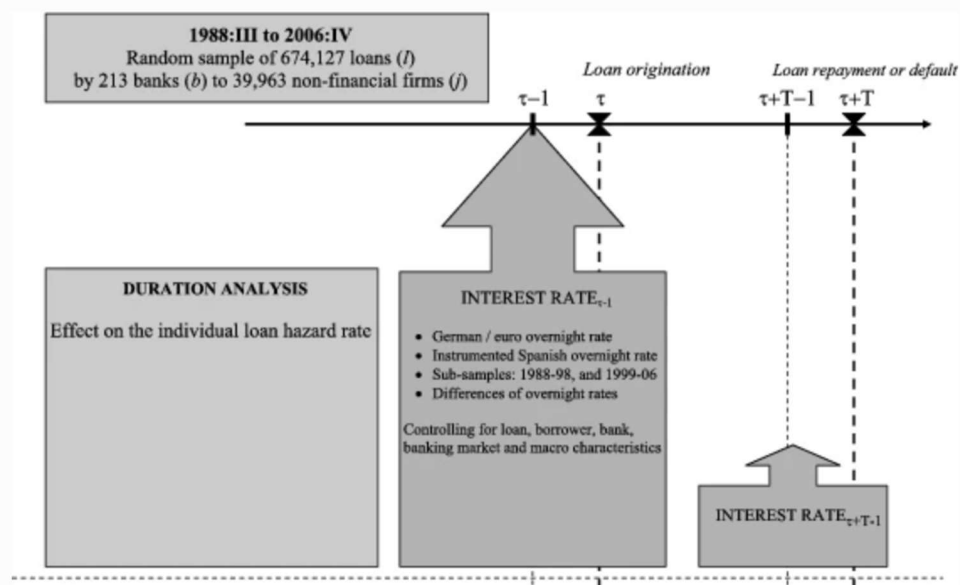 1988:III to 2006:IV
Random sample of 674,127 loans (l)
by 213 banks (b) to 39,963 non-financial firms (j)
Loan origination
Loan repayment or default
τ−1
τ
τ+T−1
τ+T
DURATION ANALYSIS
Effect on the individual loan hazard rate
INTEREST RATEτ-1
• German / euro overnight rate
• Instrumented Spanish overnight rate
• Sub-samples: 1988-98, and 1999-06
• Differences of overnight rates
Controlling for loan, borrower, bank,
banking market and macro characteristics
INTEREST RATEτ+T-1